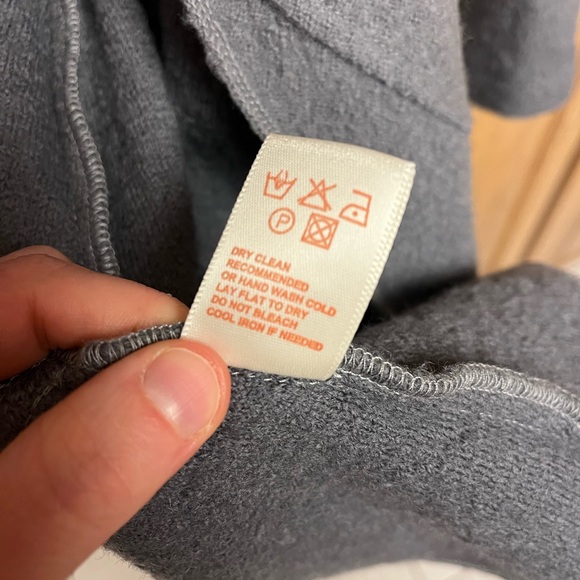 P
DRY CLEAN
RECOMMENDED
OR HAND WASH COLD
LAY FLAT TO DRY
DO NOT BLEACH
COOL IRON IF NEEDED